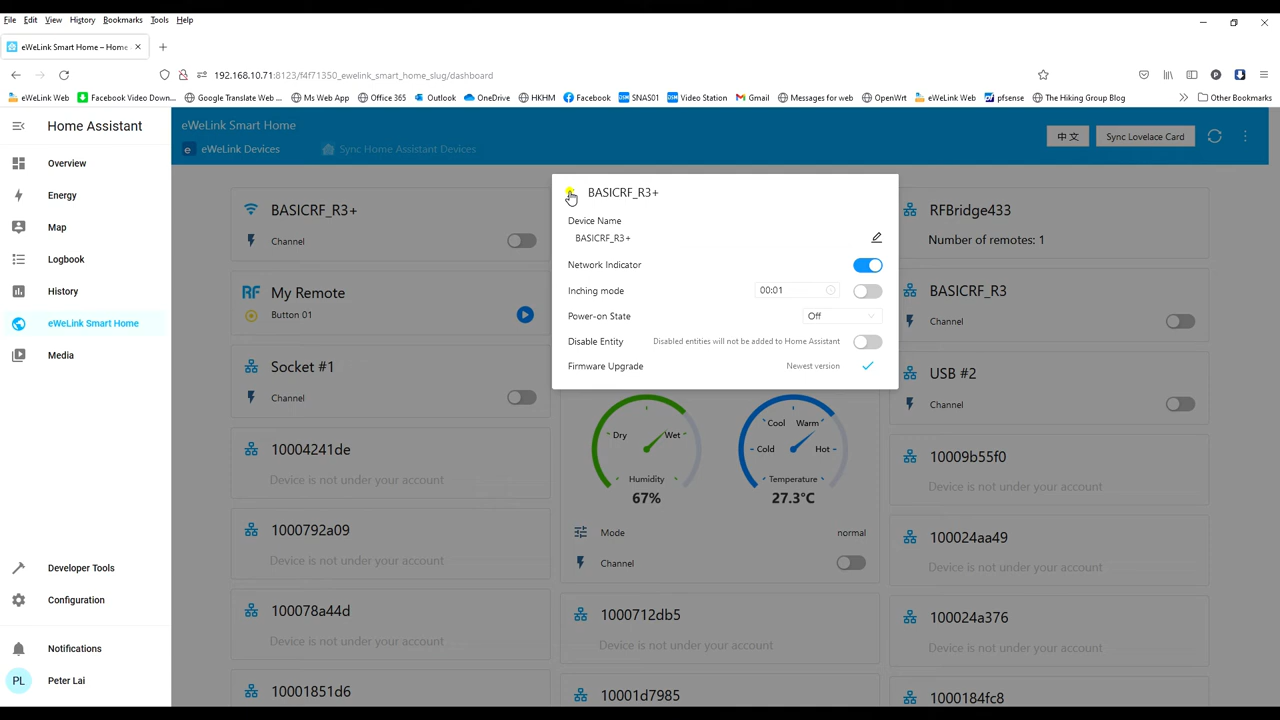 File Edit View History Bookmarks Tools Help
eWeLink Smart Home – Home
192.168.10.71:8123/f4f71350_ewelink_smart_home_slug/dashboard
eWeLink Web Facebook Video Down... Google Translate Web ... Ms Web App Office 365 Outlook OneDrive HKHM Facebook SNAS01 Video Station Gmail Messages for web OpenWrt eWeLink Web pfsense The Hiking Group Blog Other Bookmarks
Home Assistant
Overview
Energy
Map
Logbook
History
eWeLink Smart Home
Media
Developer Tools
Configuration
Notifications
PL Peter Lai
eWeLink Smart Home
eWeLink Devices Sync Home Assistant Devices
中 文 Sync Lovelace Card
BASICRF_R3+
Channel
RF My Remote
Button 01
Socket #1
Channel
10004241de
Device is not under your account
1000792a09
Device is not under your account
100078a44d
Device is not under your account
10001851d6
BASICRF_R3+
Device Name
BASICRF_R3+
Network Indicator
Inching mode 00:01
Power-on State Off
Disable Entity Disabled entities will not be added to Home Assistant
Firmware Upgrade Newest version
Dry Wet
Humidity
67%
Cool Warm
Cold Hot
Temperature
27.3°C
Mode normal
Channel
1000712db5
Device is not under your account
10001d7985
RFBridge433
Number of remotes: 1
BASICRF_R3
Channel
USB #2
Channel
10009b55f0
Device is not under your account
100024aa49
Device is not under your account
100024a376
Device is not under your account
1000184fc8